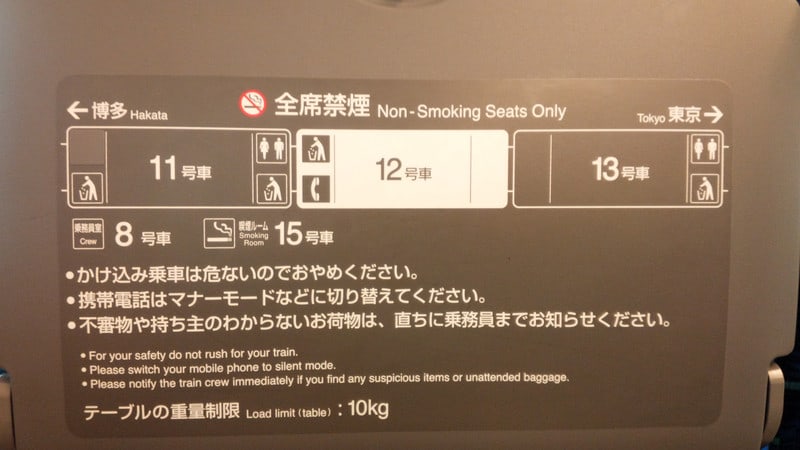 ← 博多 Hakata
全席禁煙 Non-Smoking Seats Only
Tokyo 東京 →
11号車
12号車
13号車
乗務員室 Crew 8号車
喫煙ルーム Smoking Room 15号車
•かけ込み乗車は危ないのでおやめください。
•携帯電話はマナーモードなどに切り替えてください。
•不審物や持ち主のわからないお荷物は、直ちに乗務員までお知らせください。
• For your safety do not rush for your train.
• Please switch your mobile phone to silent mode.
• Please notify the train crew immediately if you find any suspicious items or unattended baggage.
テーブルの重量制限 Load limit (table) : 10kg